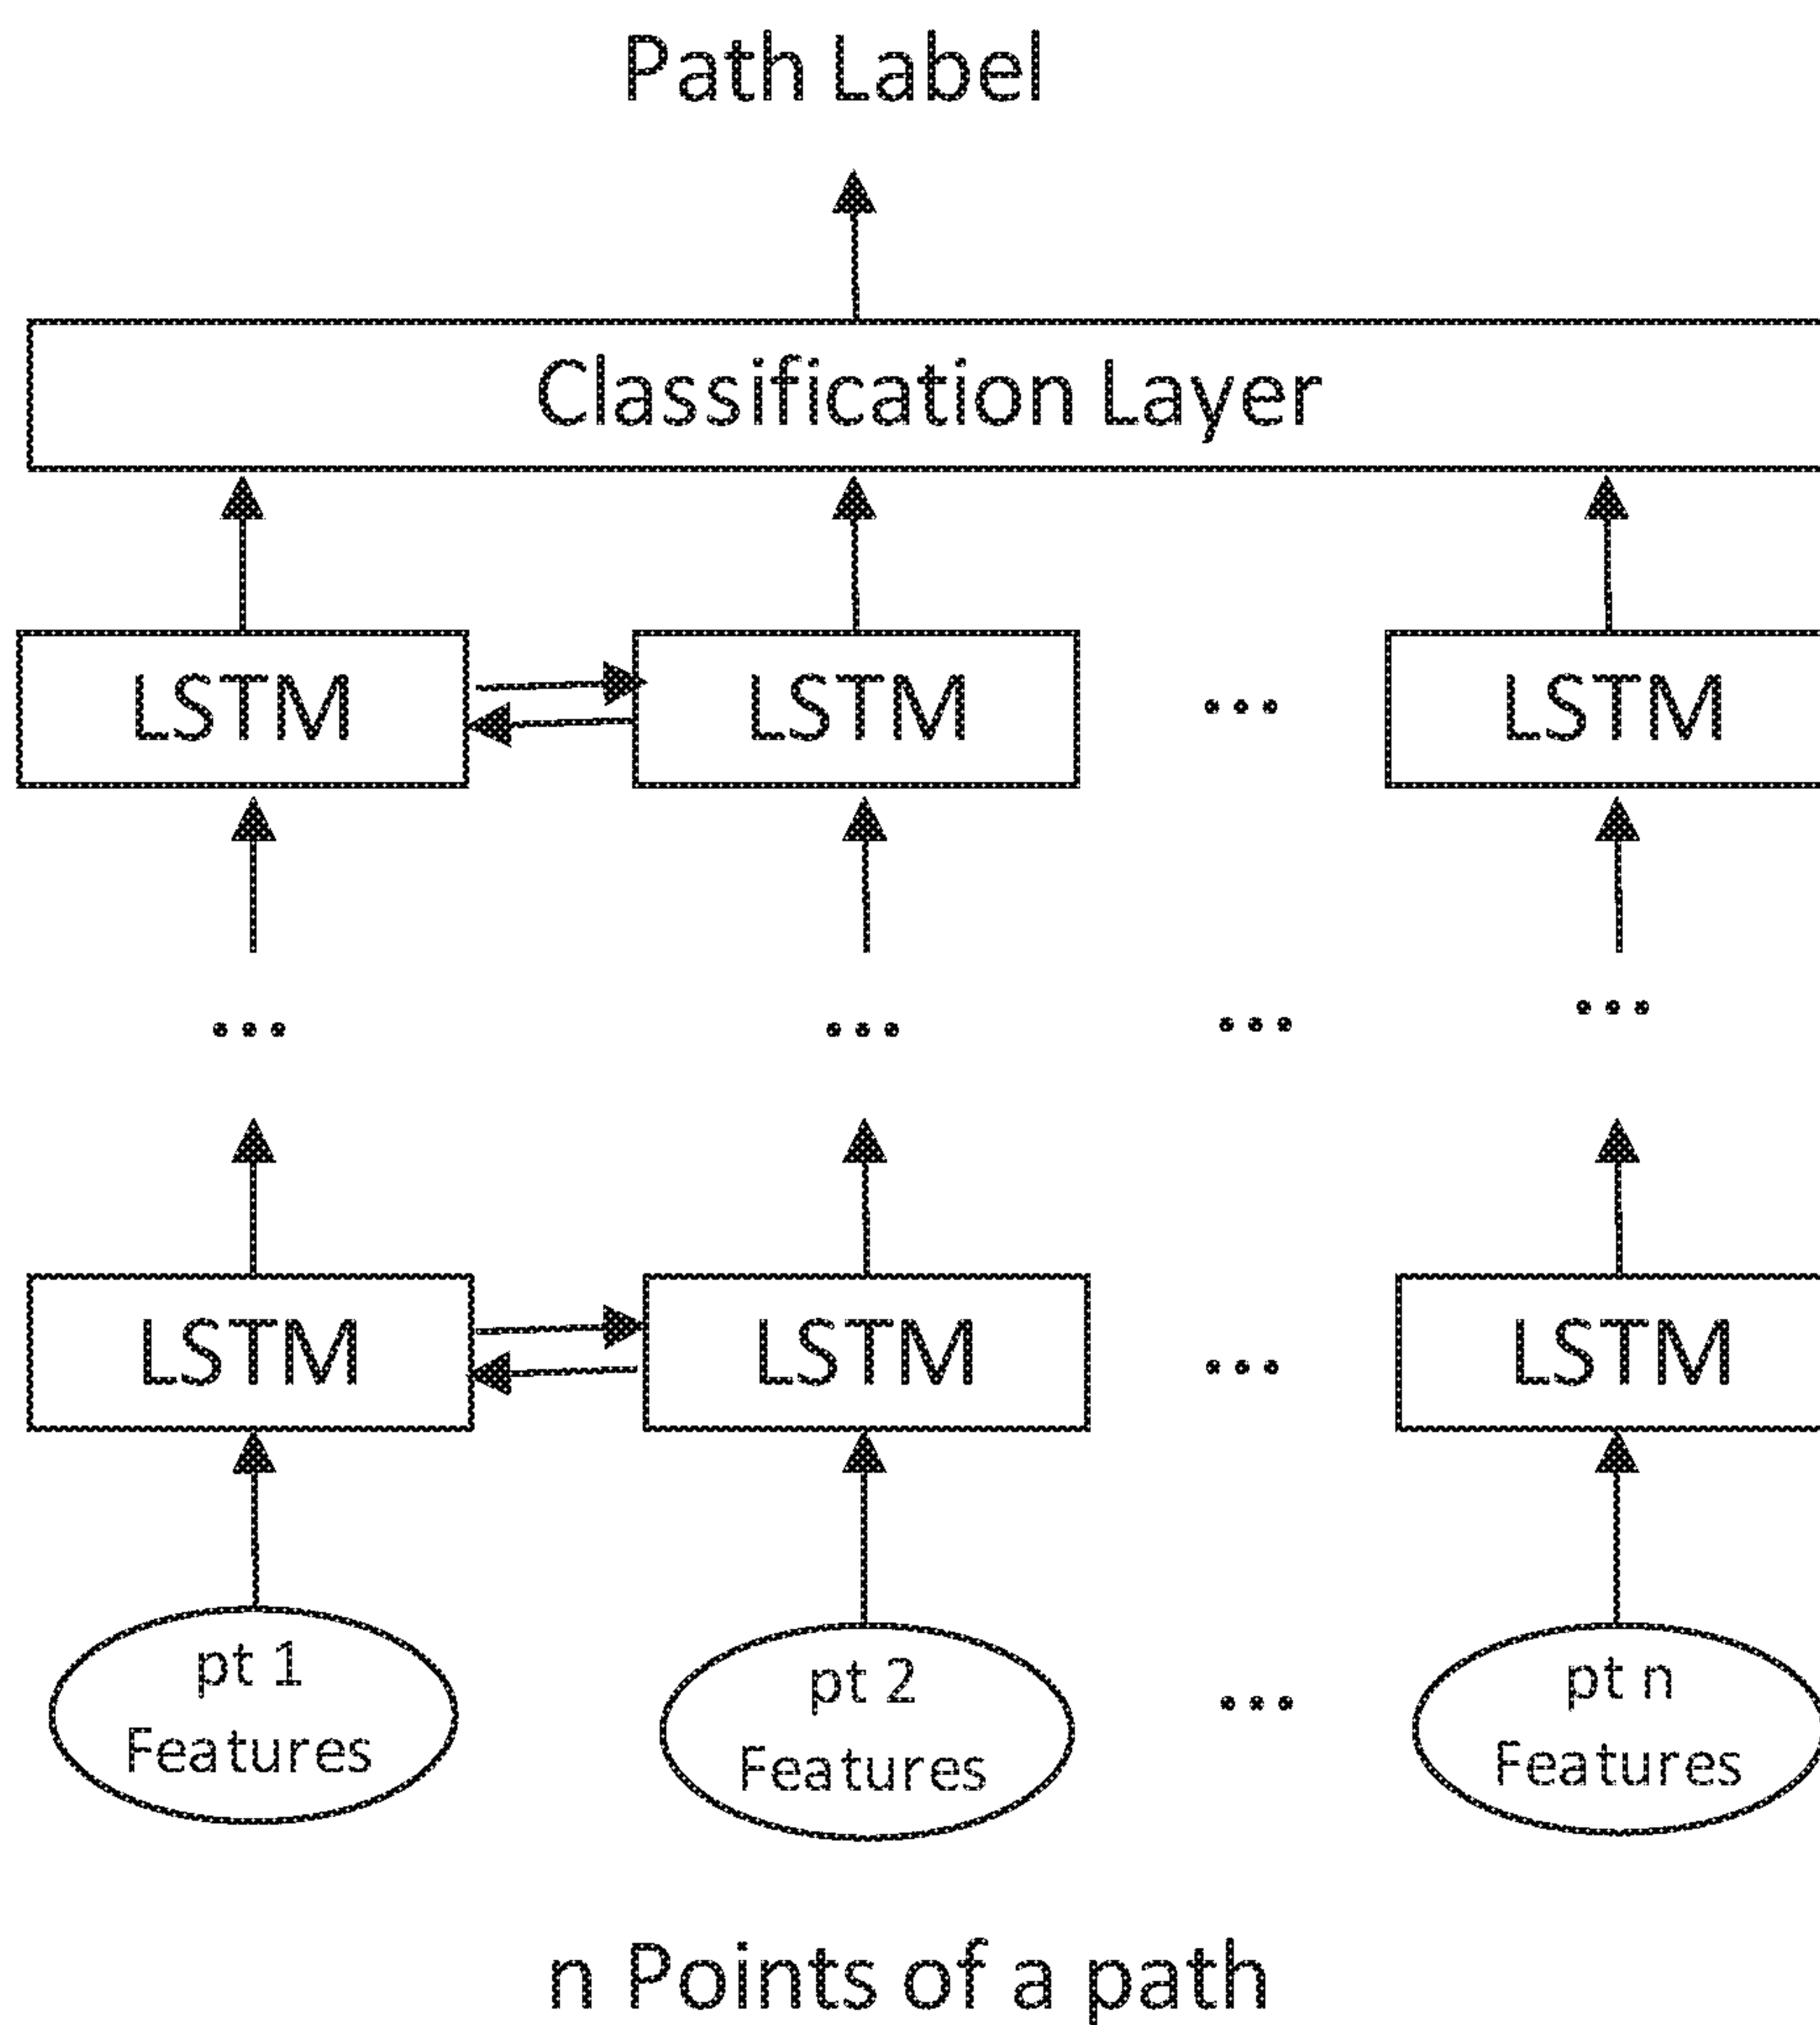 Path Label
Classification Layer
LSTM LSTM ... LSTM
... ... ... ...
LSTM LSTM ... LSTM
pt 1 Features pt 2 Features ... pt n Features
n Points of a path